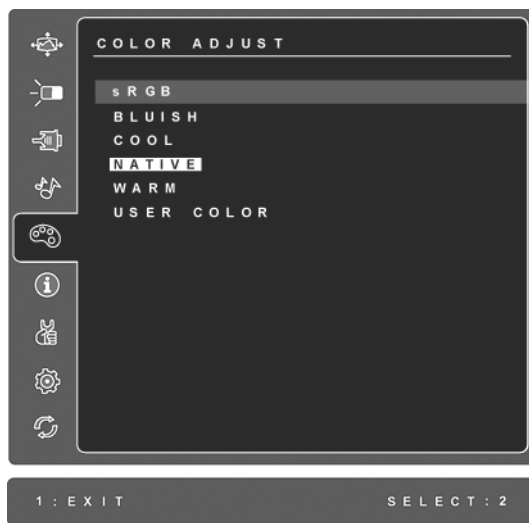 COLOR ADJUST
sRGB
BLUISH
COOL
NATIVE
WARM
USER COLOR
1:EXIT SELECT:2